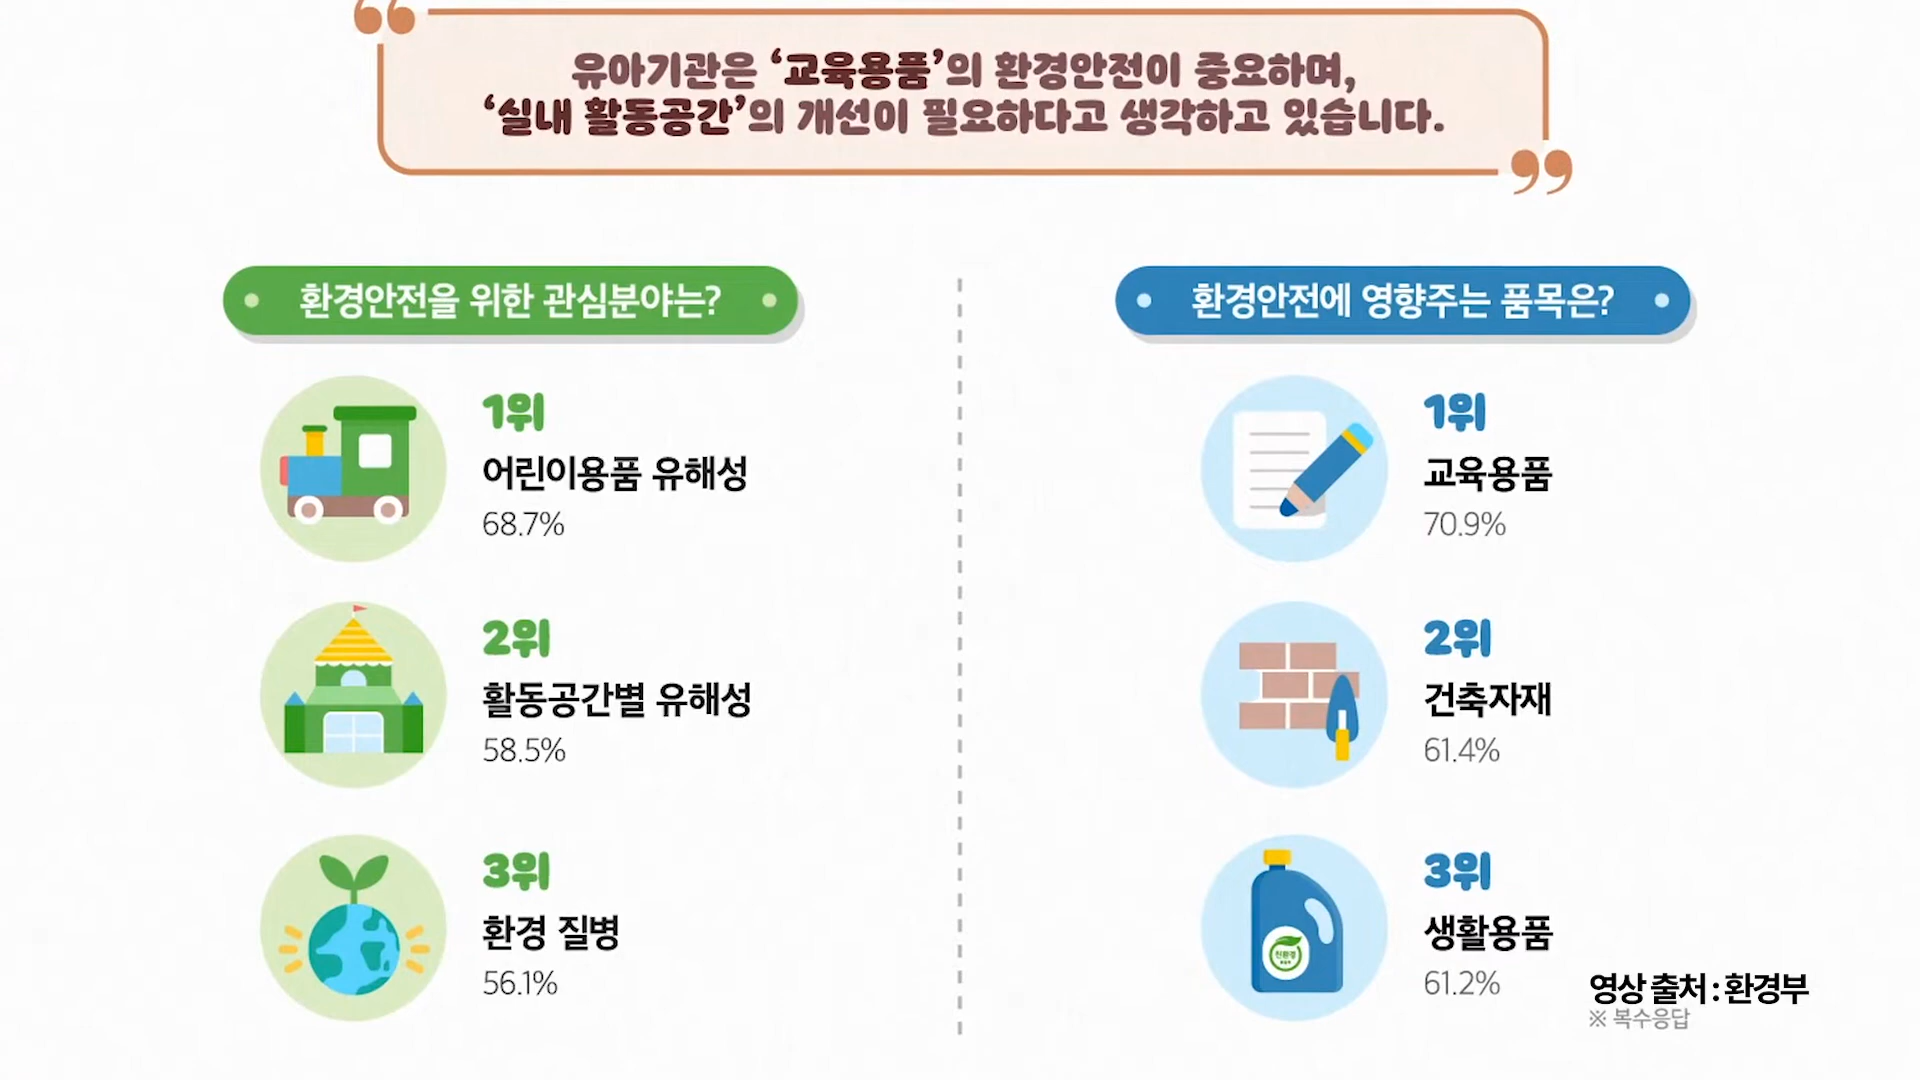 유아기관은 ‘교육용품’의 환경안전이 중요하며,
‘실내 활동공간’의 개선이 필요하다고 생각하고 있습니다.
환경안전을 위한 관심분야는?
1위
어린이용품 유해성
68.7%
2위
활동공간별 유해성
58.5%
3위
환경 질병
56.1%
환경안전에 영향주는 품목은?
1위
교육용품
70.9%
2위
건축자재
61.4%
3위
생활용품
61.2%
친환경
영상 출처 : 환경부
※ 복수응답